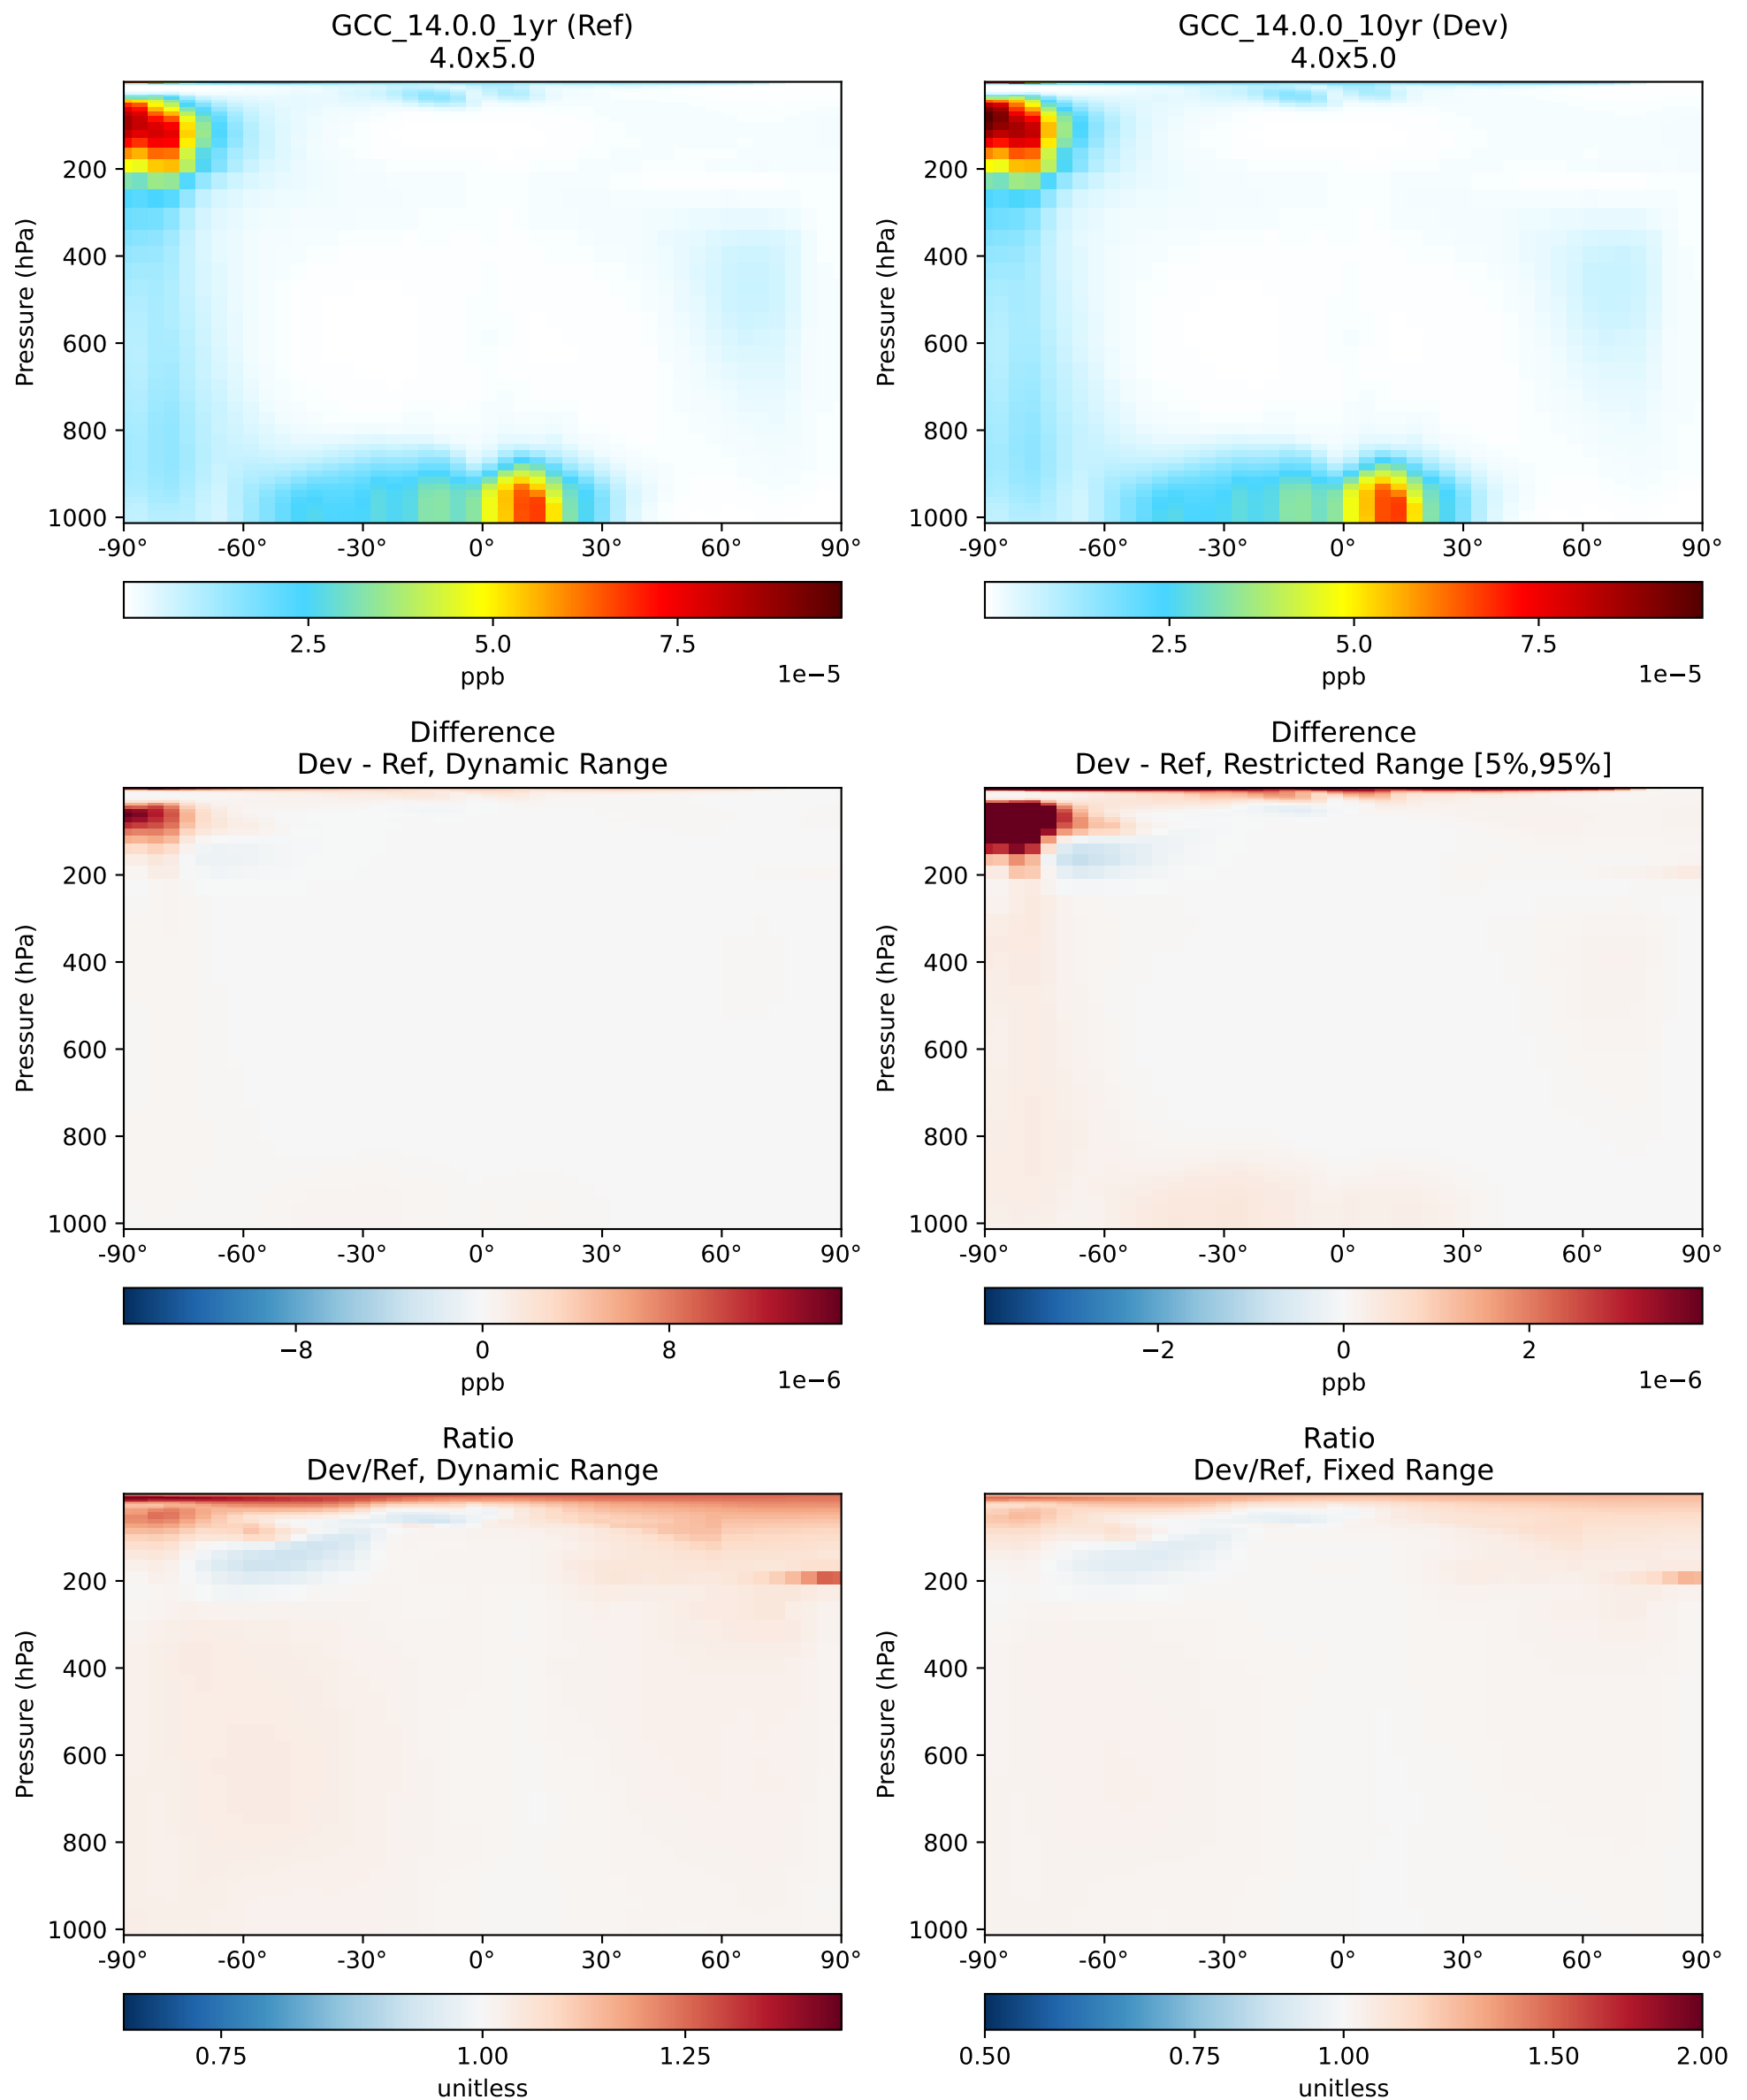 GCC_14.0.0_1yr (Ref)
4.0x5.0
Pressure (hPa)
200
400
600
800
1000
-90° -60° -30° 0° 30° 60° 90°
2.5 5.0 7.5
ppb 1e−5
GCC_14.0.0_10yr (Dev)
4.0x5.0
Pressure (hPa)
200
400
600
800
1000
-90° -60° -30° 0° 30° 60° 90°
2.5 5.0 7.5
ppb 1e−5
Difference
Dev - Ref, Dynamic Range
Pressure (hPa)
200
400
600
800
1000
-90° -60° -30° 0° 30° 60° 90°
−8 0 8
ppb 1e−6
Difference
Dev - Ref, Restricted Range [5%,95%]
Pressure (hPa)
200
400
600
800
1000
-90° -60° -30° 0° 30° 60° 90°
−2 0 2
ppb 1e−6
Ratio
Dev/Ref, Dynamic Range
Pressure (hPa)
200
400
600
800
1000
-90° -60° -30° 0° 30° 60° 90°
0.75 1.00 1.25
unitless
Ratio
Dev/Ref, Fixed Range
Pressure (hPa)
200
400
600
800
1000
-90° -60° -30° 0° 30° 60° 90°
0.50 0.75 1.00 1.50 2.00
unitless